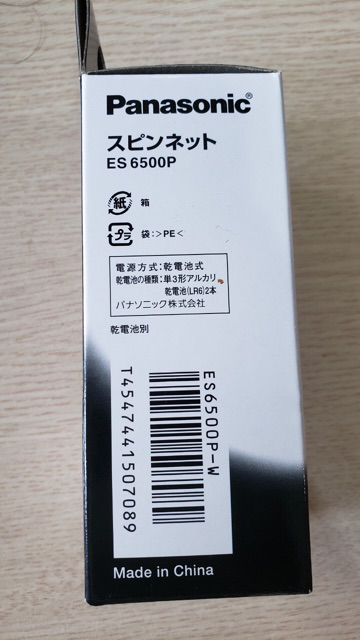 Panasonic®
スピンネット
ES6500P
紙 箱
プラ 袋:>PE<
電源方式:乾電池式
乾電池の種類:単3形アルカリ
乾電池(LR6)2本
パナソニック株式会社
乾電池別
ES6500P-W
T4547441507089
Made in China